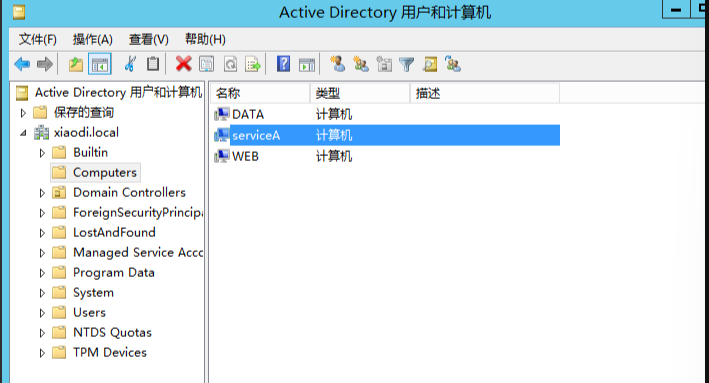 Active Directory 用户和计算机
文件(F) 操作(A) 查看(V) 帮助(H)
Active Directory 用户和计算机
保存的查询
xiaodi.local
Builtin
Computers
Domain Controllers
ForeignSecurityPrincipa
LostAndFound
Managed Service Acco
Program Data
System
Users
NTDS Quotas
TPM Devices
名称 类型 描述
DATA 计算机
serviceA 计算机
WEB 计算机